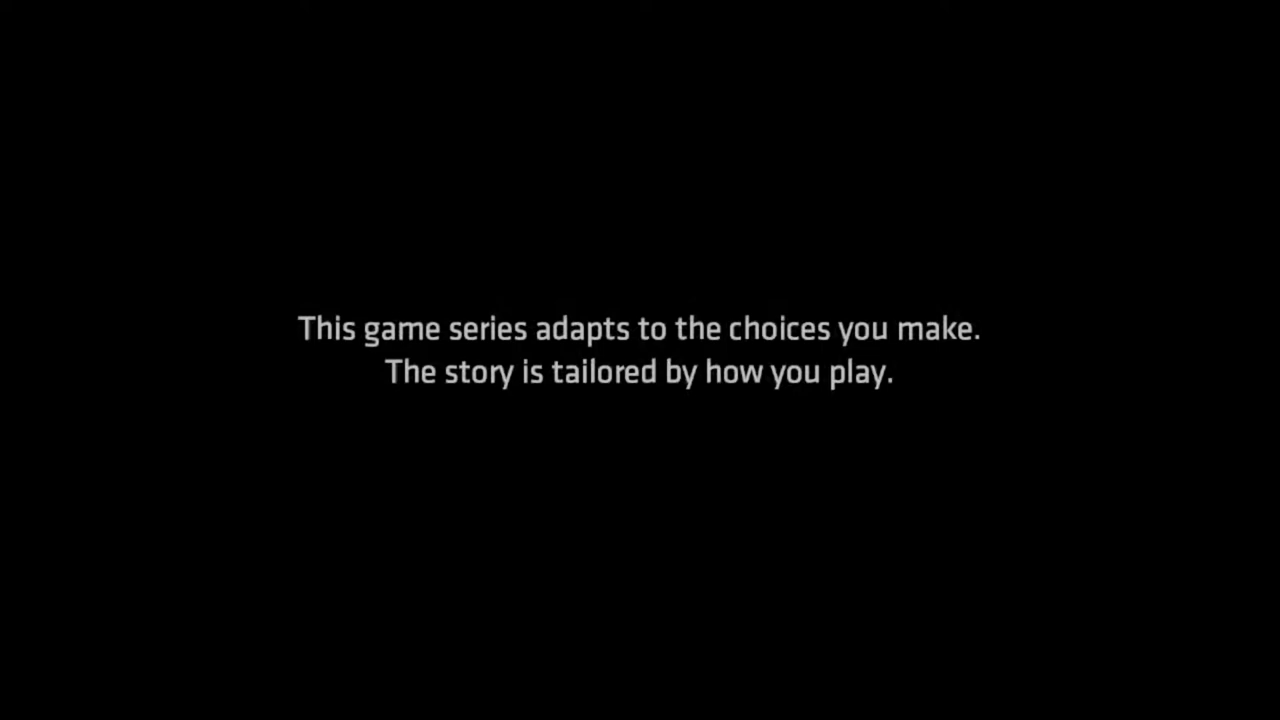 This game series adapts to the choices you make.
The story is tailored by how you play.